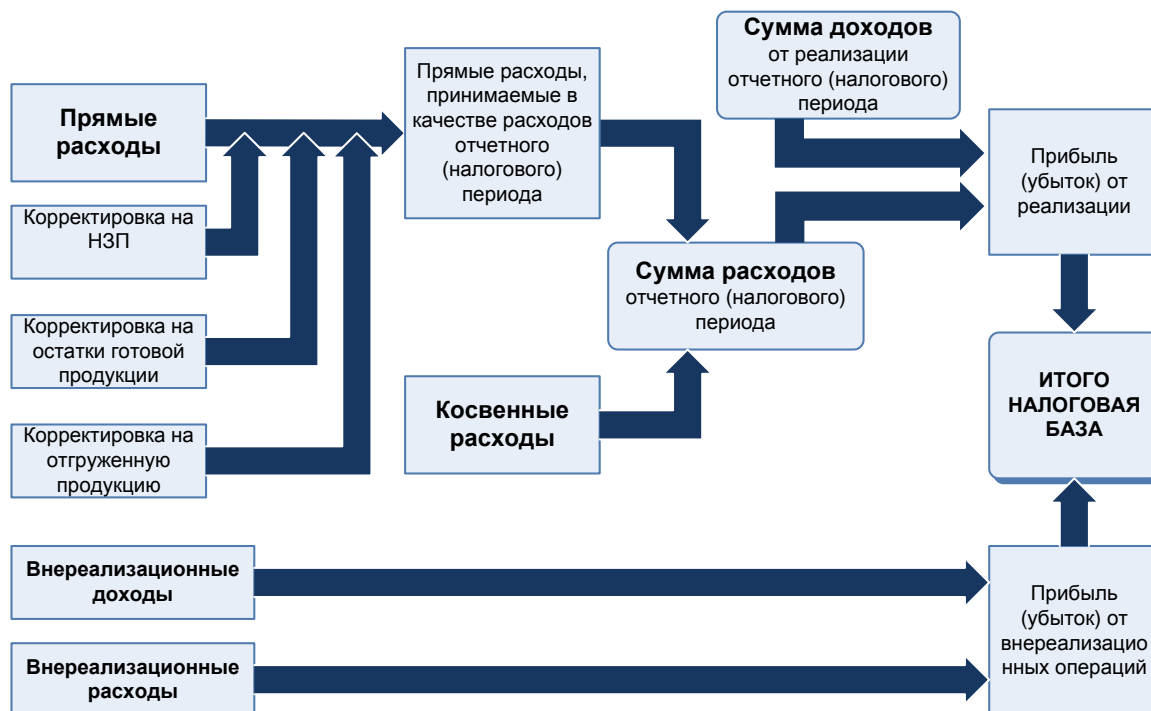 Сумма доходов
от реализации
отчетного (налогового)
периода
Прямые расходы,
принимаемые в
качестве расходов
отчетного
(налогового)
периода
Прямые
расходы
Прибыль
(убыток) от
реализации
Корректировка на
НЗП
Сумма расходов
отчетного (налогового)
периода
Корректировка на
остатки готовой
продукции
ИТОГО
НАЛОГОВАЯ
БАЗА
Косвенные
расходы
Корректировка на
отгруженную
продукцию
Внереализационные
доходы
Прибыль
(убыток) от
внереализацио
нных операций
Внереализационные
расходы